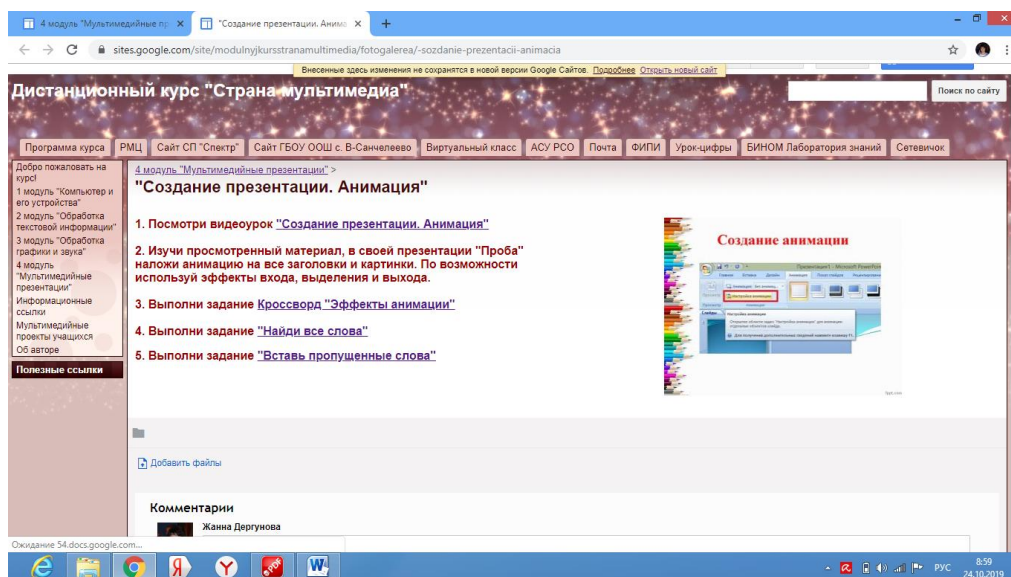 4 модуль "Мультимедийные пр
"Создание презентации. Аним
sites.google.com/site/modulnyjkursstranamultimedia/fotogalerea/-sozdanie-prezentacii-animacia
Внесенные здесь изменения не сохранятся в новой версии Google Сайтов. Подробнее Открыть новый сайт
Дистанционный курс "Страна мультимедиа"
Поиск по сайту
Программа курса РМЦ Сайт СП "Спектр" Сайт ГБОУ ООШ с. В-Санчелеево Виртуальный класс АСУ РСО Почта ФИПИ Урок-цифры БИНОМ Лаборатория знаний Сетевичок
Добро пожаловать на
курс!
1 модуль "Компьютер и
его устройства"
2 модуль "Обработка
текстовой информации"
3 модуль "Обработка
графики и звука"
4 модуль
"Мультимедийные
презентации"
Информационные
ссылки
Мультимедийные
проекты учащихся
Об авторе
Полезные ссылки
4 модуль "Мультимедийные презентации" >
"Создание презентации. Анимация"
1. Посмотри видеоурок "Создание презентации. Анимация"
2. Изучи просмотренный материал, в своей презентации "Проба"
наложи анимацию на все заголовки и картинки. По возможности
используй эффекты входа, выделения и выхода.
3. Выполни задание Кроссворд "Эффекты анимации"
4. Выполни задание "Найди все слова"
5. Выполни задание "Вставь пропущенные слова"
Создание анимации
Настройка анимации
Добавить файлы
Комментарии
Жанна Дергунова
Ожидание 54.docs.google.com...
РУС
8:59
24.10.2019